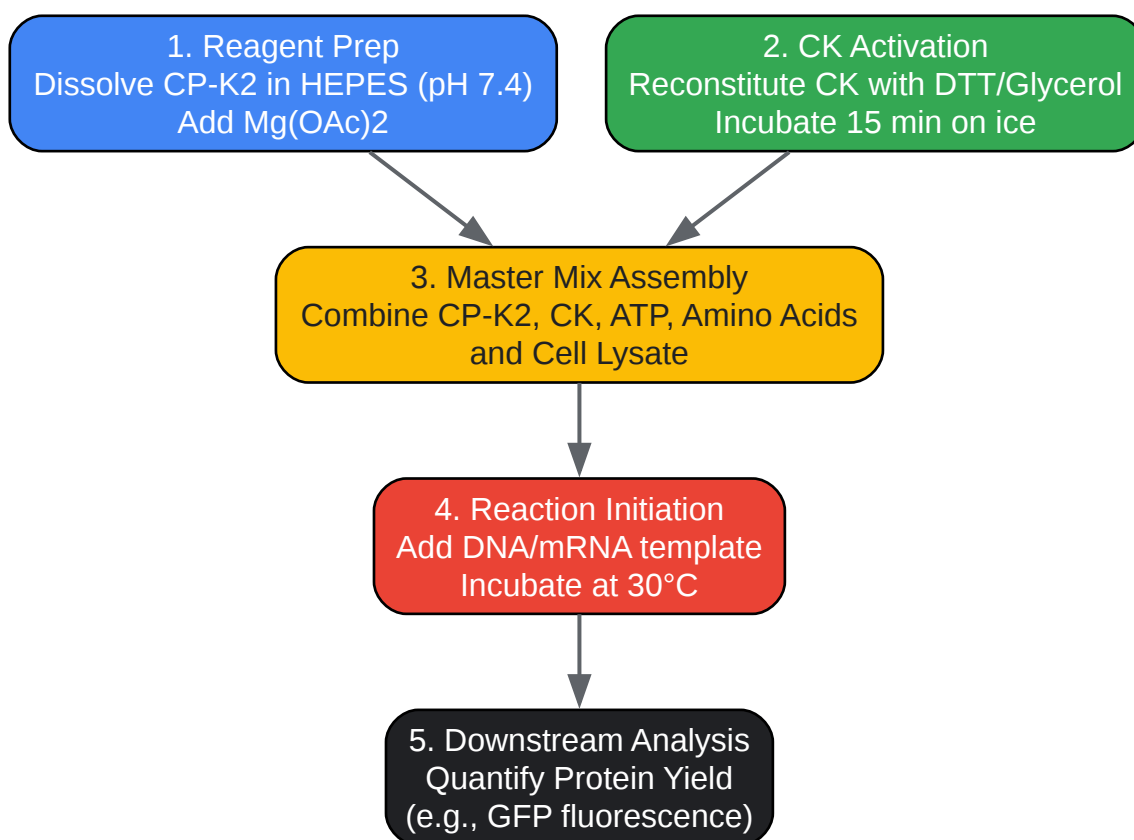 1. Reagent Prep
Dissolve CP-K2 in HEPES (pH 7.4)
Add Mg(OAc)2
2. CK Activation
Reconstitute CK with DTT/Glycerol
Incubate 15 min on ice
3. Master Mix Assembly
Combine CP-K2, CK, ATP, Amino Acids
and Cell Lysate
4. Reaction Initiation
Add DNA/mRNA template
Incubate at 30°C
5. Downstream Analysis
Quantify Protein Yield
(e.g., GFP fluorescence)